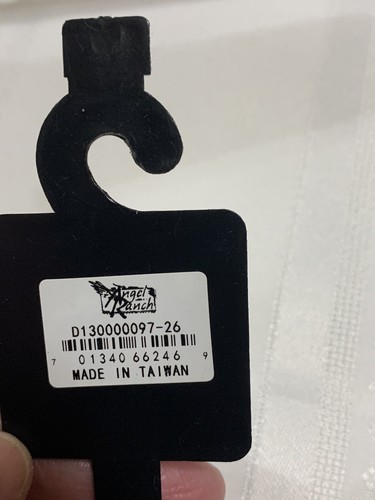 Angel
Ranch
D130000097-26
7 01340 66246 9
MADE IN TAIWAN